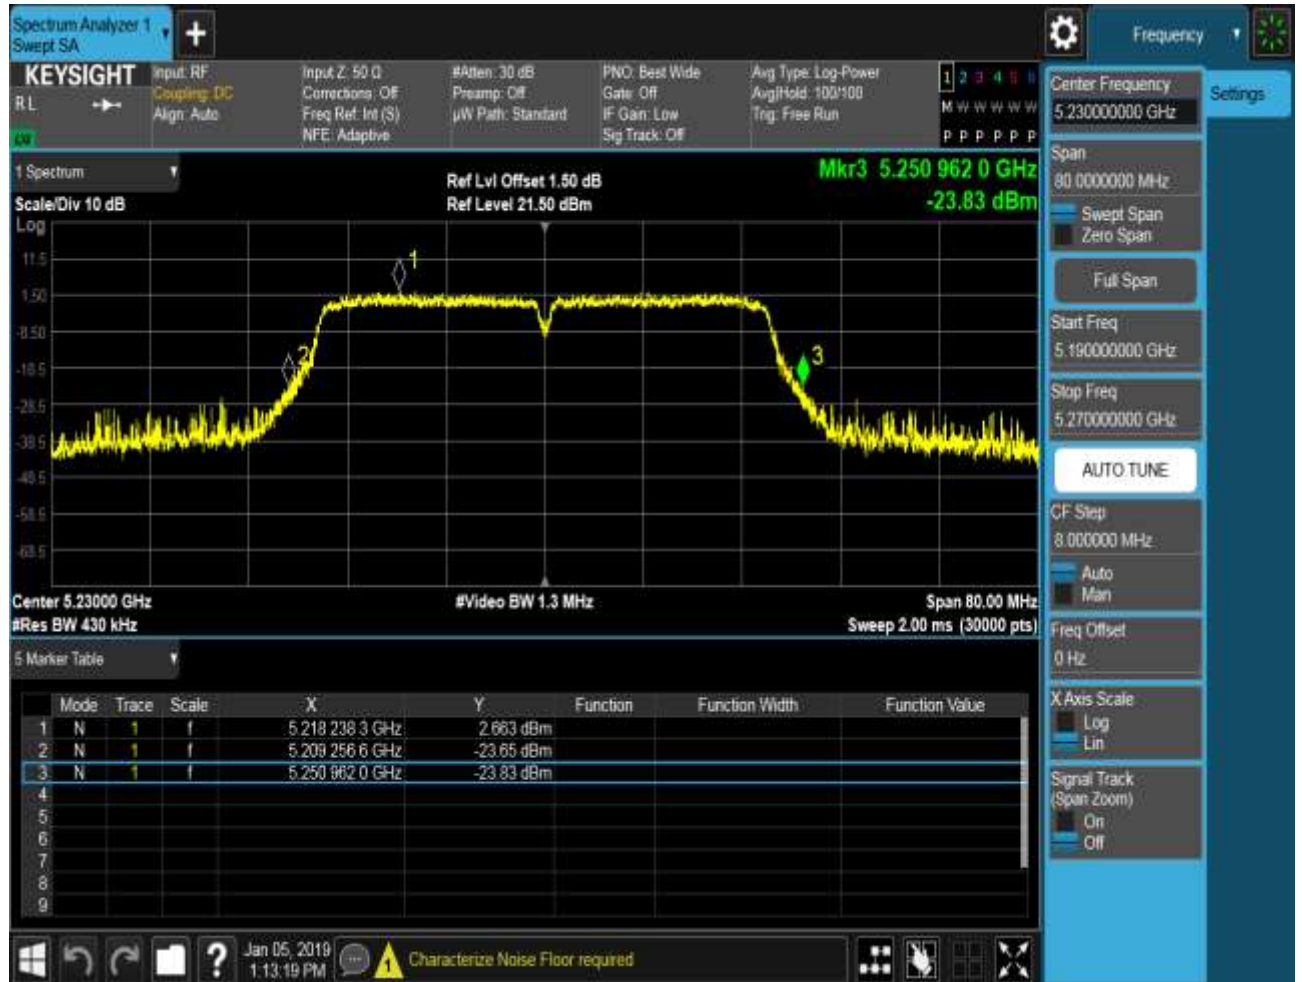 Spectrum Analyzer 1
Swept SA
+
Frequency
KEYSIGHT
Input: RF
Coupling: DC
Align: Auto
Input Z: 50 Ω
Corrections: Off
Freq Ref: Int (S)
NFE: Adaptive
#Atten: 30 dB
Preamp: Off
µW Path: Standard
PNO: Best Wide
Gate: Off
IF Gain: Low
Sig Track: Off
Avg Type: Log-Power
Avg|Hold: 100/100
Trig: Free Run
1 2 3 4 5 6
M W W W W W
P P P P P P
R L
1 Spectrum
Scale/Div 10 dB
Ref Lvl Offset 1.50 dB
Ref Level 21.50 dBm
Mkr3 5.250 962 0 GHz
-23.83 dBm
Log
11.5
1.50
-8.50
-18.5
-28.5
-38.5
-48.5
-58.5
-68.5
1
2
3
Center 5.23000 GHz
#Video BW 1.3 MHz
Span 80.00 MHz
#Res BW 430 kHz
Sweep 2.00 ms (30000 pts)
5 Marker Table
Mode Trace Scale X Y Function Function Width Function Value
1 N 1 f 5.218 238 3 GHz 2.663 dBm
2 N 1 f 5.209 256 6 GHz -23.65 dBm
3 N 1 f 5.250 962 0 GHz -23.83 dBm
4
5
6
7
8
9
Center Frequency
5.230000000 GHz
Settings
Span
80.0000000 MHz
Swept Span
Zero Span
Full Span
Start Freq
5.190000000 GHz
Stop Freq
5.270000000 GHz
AUTO TUNE
CF Step
8.000000 MHz
Auto
Man
Freq Offset
0 Hz
X Axis Scale
Log
Lin
Signal Track
(Span Zoom)
On
Off
?
Jan 05, 2019
1:13:19 PM
1
Characterize Noise Floor required